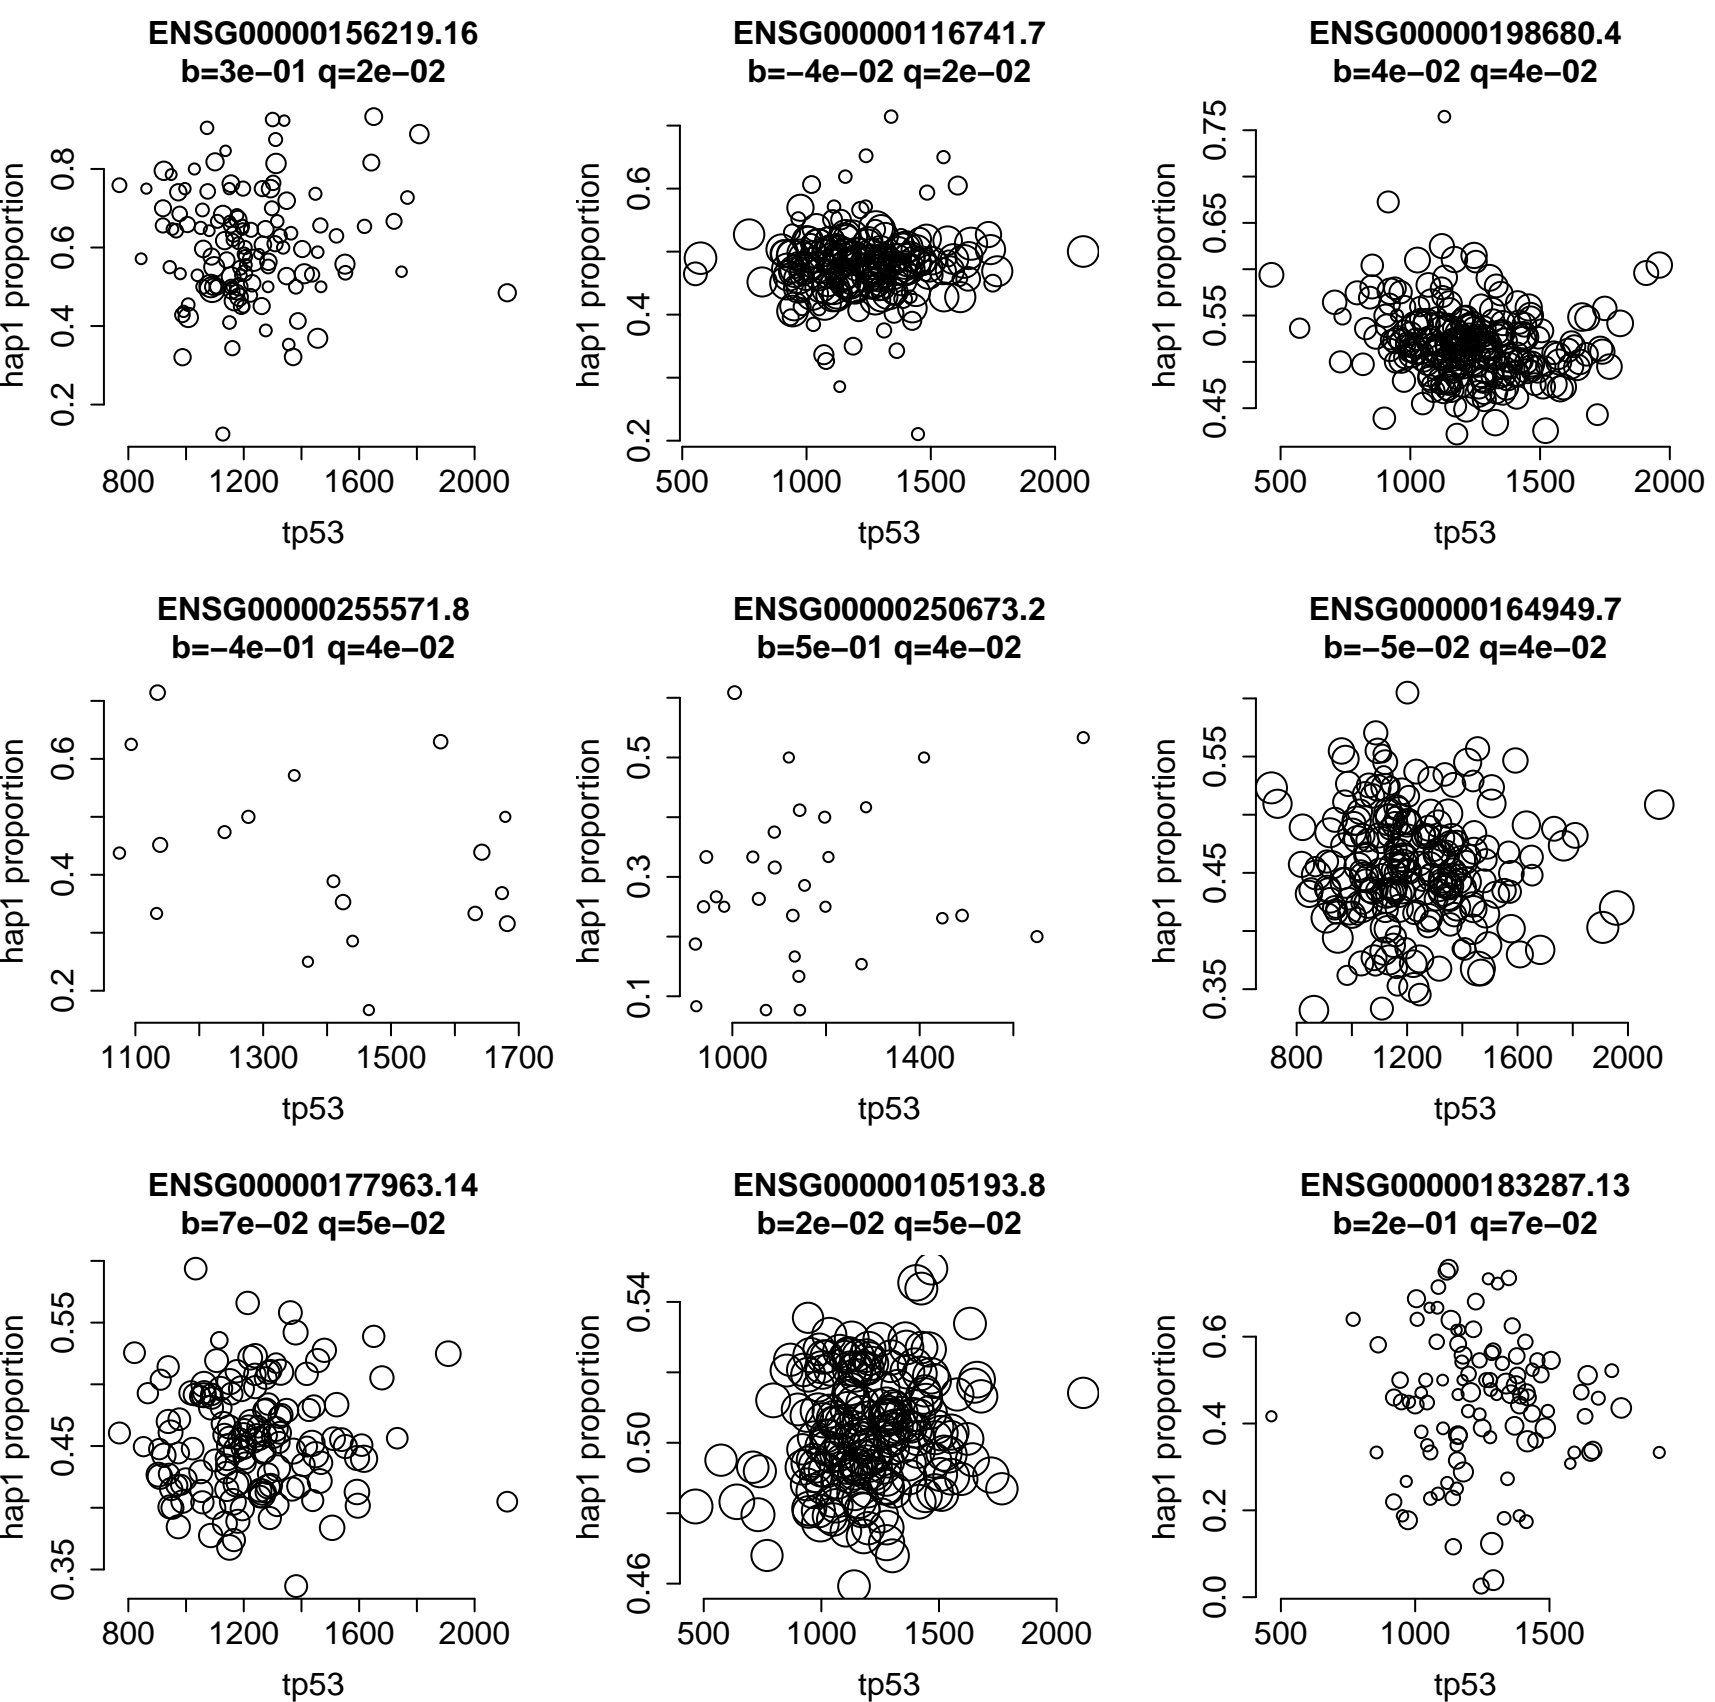 ENSG00000156219.16
b=3e−01 q=2e−02
hap1 proportion
0.2 0.4 0.6 0.8
800 1200 1600 2000
tp53
ENSG00000116741.7
b=−4e−02 q=2e−02
hap1 proportion
0.2 0.4 0.6
500 1000 1500 2000
tp53
ENSG00000198680.4
b=4e−02 q=4e−02
hap1 proportion
0.45 0.55 0.65 0.75
500 1000 1500 2000
tp53
ENSG00000255571.8
b=−4e−01 q=4e−02
hap1 proportion
0.2 0.4 0.6
1100 1300 1500 1700
tp53
ENSG00000250673.2
b=5e−01 q=4e−02
hap1 proportion
0.1 0.3 0.5
1000 1400
tp53
ENSG00000164949.7
b=−5e−02 q=4e−02
hap1 proportion
0.35 0.45 0.55
800 1200 1600 2000
tp53
ENSG00000177963.14
b=7e−02 q=5e−02
hap1 proportion
0.35 0.45 0.55
800 1200 1600 2000
tp53
ENSG00000105193.8
b=2e−02 q=5e−02
hap1 proportion
0.46 0.50 0.54
500 1000 1500 2000
tp53
ENSG00000183287.13
b=2e−01 q=7e−02
hap1 proportion
0.0 0.2 0.4 0.6
500 1000 1500
tp53